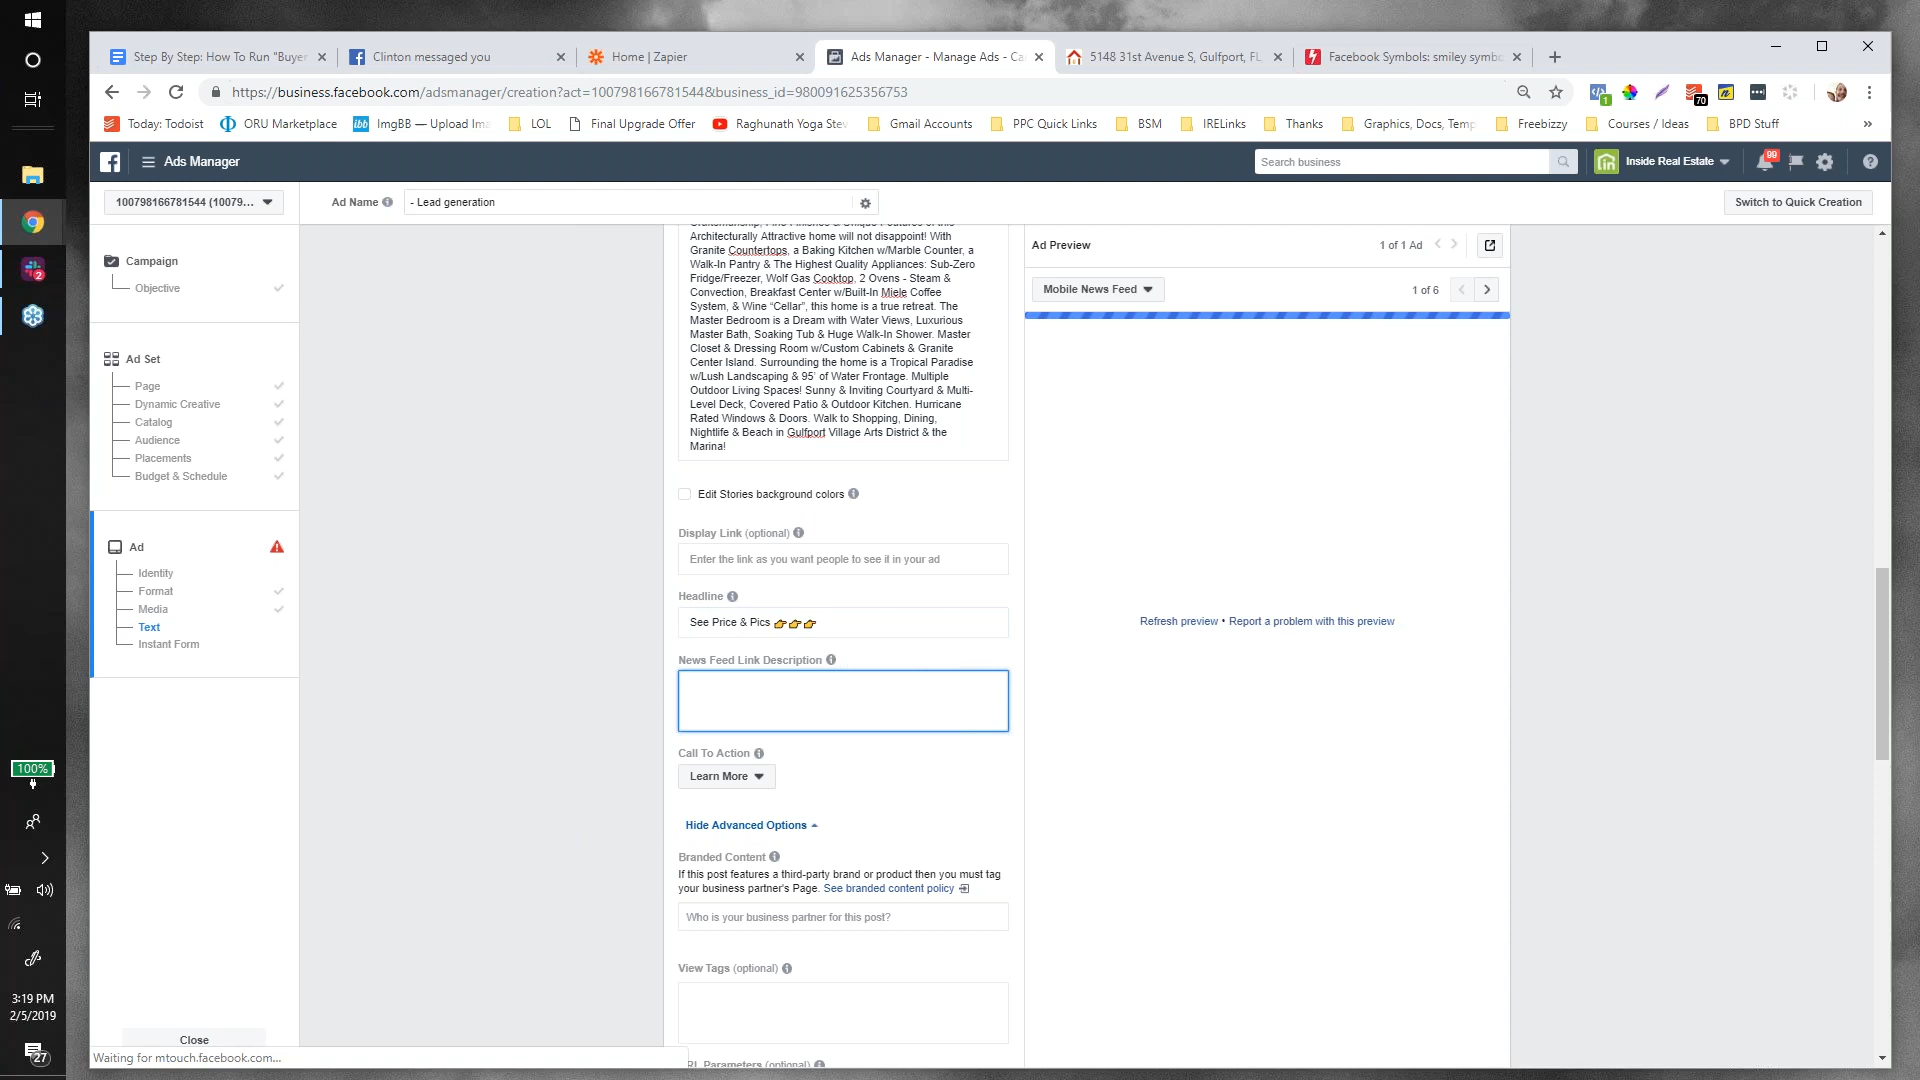 Step By Step: How To Run "Buyer
Clinton messaged you
Home | Zapier
Ads Manager - Manage Ads - Ca
5148 31st Avenue S, Gulfport, FL
Facebook Symbols: smiley symbo
https://business.facebook.com/adsmanager/creation?act=100798166781544&business_id=980091625356753
1
70
Today: Todoist
ORU Marketplace
ibb
ImgBB — Upload Ima
LOL
Final Upgrade Offer
Raghunath Yoga Stev
Gmail Accounts
PPC Quick Links
BSM
IRELinks
Thanks
Graphics, Docs, Temp
Freebizzy
Courses / Ideas
BPD Stuff
Ads Manager
Search business
Inside Real Estate
99
100798166781544 (10079...
Ad Name
- Lead generation
Switch to Quick Creation
Campaign
Objective
Ad Set
Page
Dynamic Creative
Catalog
Audience
Placements
Budget & Schedule
Ad
Identity
Format
Media
Text
Instant Form
Close
Waiting for mtouch.facebook.com...
Craftsmanship, Fine Finishes & Unique Features of this
Architecturally Attractive home will not disappoint! With
Granite Countertops, a Baking Kitchen w/Marble Counter, a
Walk-In Pantry & The Highest Quality Appliances: Sub-Zero
Fridge/Freezer, Wolf Gas Cooktop, 2 Ovens - Steam &
Convection, Breakfast Center w/Built-In Miele Coffee
System, & Wine “Cellar”, this home is a true retreat. The
Master Bedroom is a Dream with Water Views, Luxurious
Master Bath, Soaking Tub & Huge Walk-In Shower. Master
Closet & Dressing Room w/Custom Cabinets & Granite
Center Island. Surrounding the home is a Tropical Paradise
w/Lush Landscaping & 95’ of Water Frontage. Multiple
Outdoor Living Spaces! Sunny & Inviting Courtyard & Multi-
Level Deck, Covered Patio & Outdoor Kitchen. Hurricane
Rated Windows & Doors. Walk to Shopping, Dining,
Nightlife & Beach in Gulfport Village Arts District & the
Marina!
Edit Stories background colors
Display Link (optional)
Enter the link as you want people to see it in your ad
Headline
See Price & Pics 👉👉👉
News Feed Link Description
Call To Action
Learn More
Hide Advanced Options
Branded Content
If this post features a third-party brand or product then you must tag
your business partner's Page. See branded content policy
Who is your business partner for this post?
View Tags (optional)
URL Parameters (optional)
Ad Preview
1 of 1 Ad
Mobile News Feed
1 of 6
Refresh preview • Report a problem with this preview
2
100%
3:19 PM
2/5/2019
27